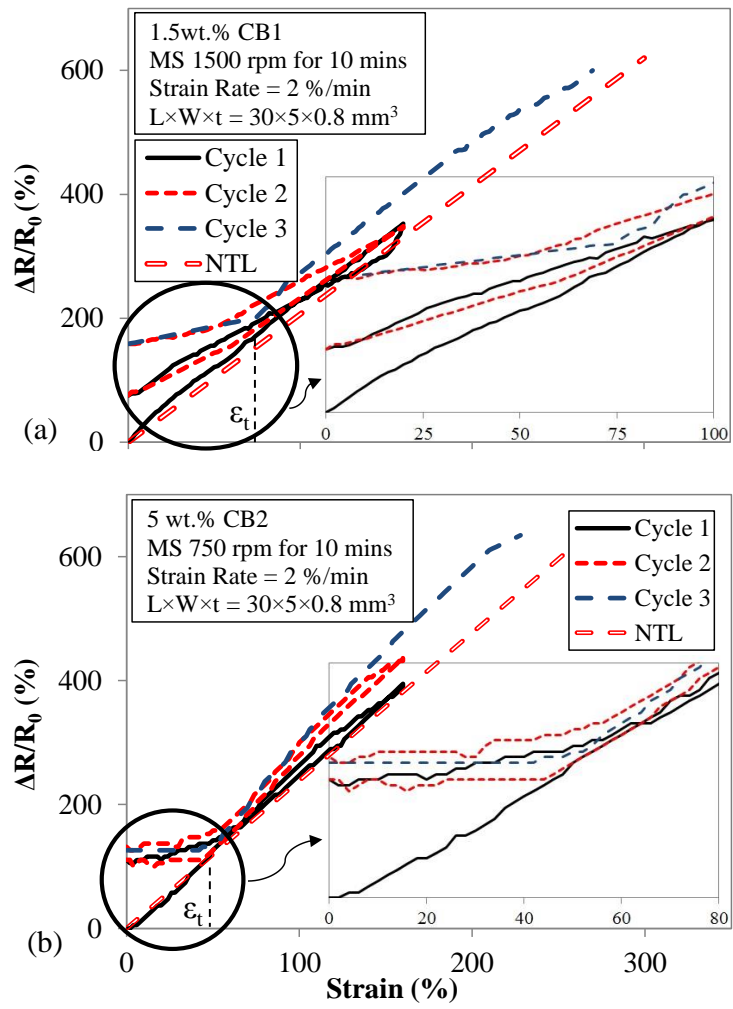 1.5wt.% CB1
MS 1500 rpm for 10 mins
Strain Rate = 2 %/min
L×W×t = 30×5×0.8 mm³
Cycle 1
Cycle 2
Cycle 3
NTL
600
400
200
0
ΔR/R₀ (%)
εₜ
0
25
50
75
100
(a)
5 wt.% CB2
MS 750 rpm for 10 mins
Strain Rate = 2 %/min
L×W×t = 30×5×0.8 mm³
Cycle 1
Cycle 2
Cycle 3
NTL
600
400
200
0
ΔR/R₀ (%)
εₜ
0
20
40
60
80
(b)
0
100
200
300
Strain (%)